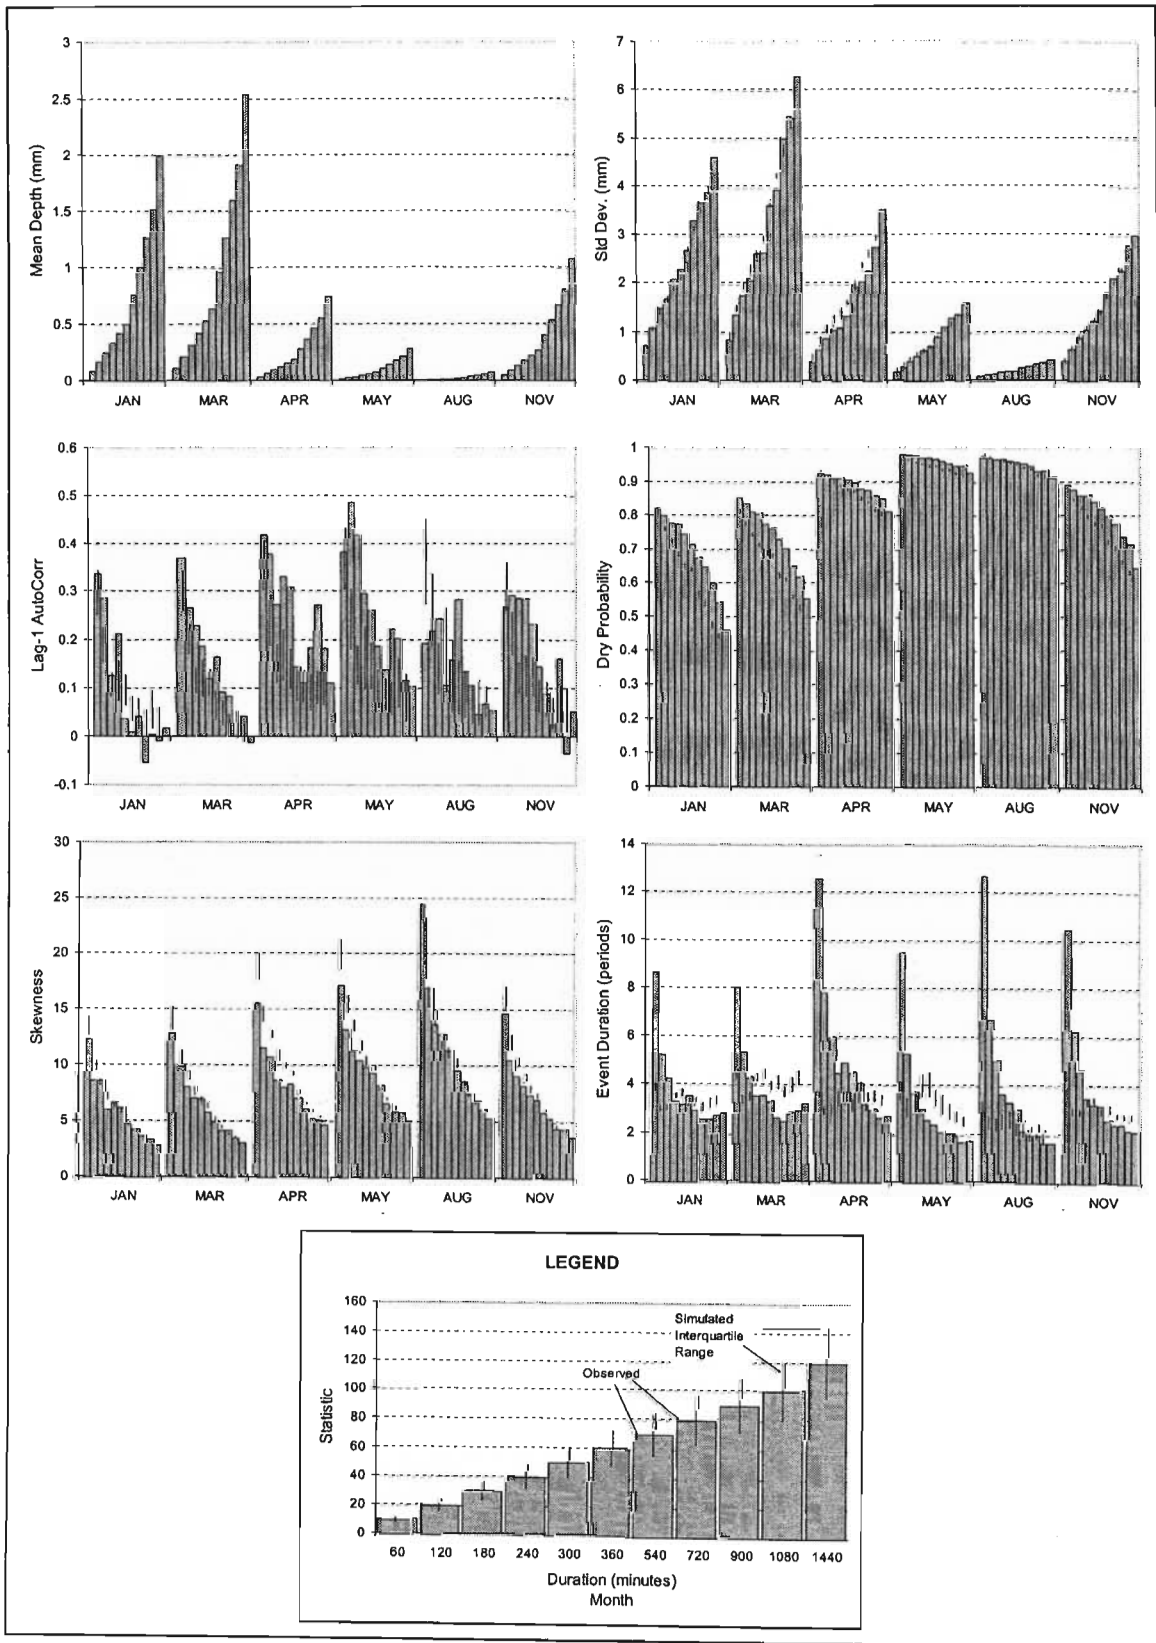 3
2.5
2
1.5
1
0.5
0
Mean Depth (mm)
JAN MAR APR MAY AUG NOV
7
6
5
4
3
2
1
0
Std Dev. (mm)
JAN MAR APR MAY AUG NOV
0.6
0.5
0.4
0.3
0.2
0.1
0
-0.1
Lag-1 AutoCorr
JAN MAR APR MAY AUG NOV
1
0.9
0.8
0.7
0.6
0.5
0.4
0.3
0.2
0.1
0
Dry Probability
JAN MAR APR MAY AUG NOV
30
25
20
15
10
5
0
Skewness
JAN MAR APR MAY AUG NOV
14
12
10
8
6
4
2
0
Event Duration (periods)
JAN MAR APR MAY AUG NOV
LEGEND
160
140
120
100
80
60
40
20
0
Statistic
Simulated
Interquartile
Range
Observed
60 120 180 240 300 360 540 720 900 1080 1440
Duration (minutes)
Month